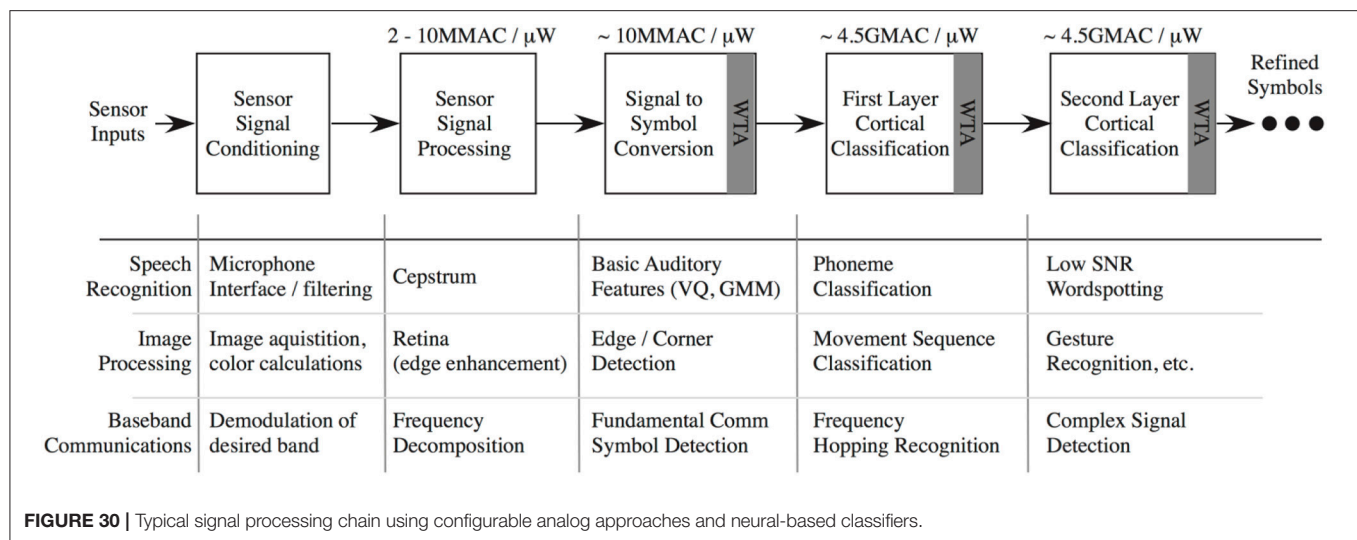 2 - 10MMAC / μW
~ 10MMAC / μW
~ 4.5GMAC / μW
~ 4.5GMAC / μW
Sensor
Inputs
Sensor
Signal
Conditioning
Sensor
Signal
Processing
Signal to
Symbol
Conversion
WTA
First Layer
Cortical
Classification
WTA
Second Layer
Cortical
Classification
WTA
Refined
Symbols
Speech
Recognition
Microphone
Interface / filtering
Cepstrum
Basic Auditory
Features (VQ, GMM)
Phoneme
Classification
Low SNR
Wordspotting
Image
Processing
Image aquistition,
color calculations
Retina
(edge enhancement)
Edge / Corner
Detection
Movement Sequence
Classification
Gesture
Recognition, etc.
Baseband
Communications
Demodulation of
desired band
Frequency
Decomposition
Fundamental Comm
Symbol Detection
Frequency
Hopping Recognition
Complex Signal
Detection
FIGURE 30 | Typical signal processing chain using configurable analog approaches and neural-based classifiers.